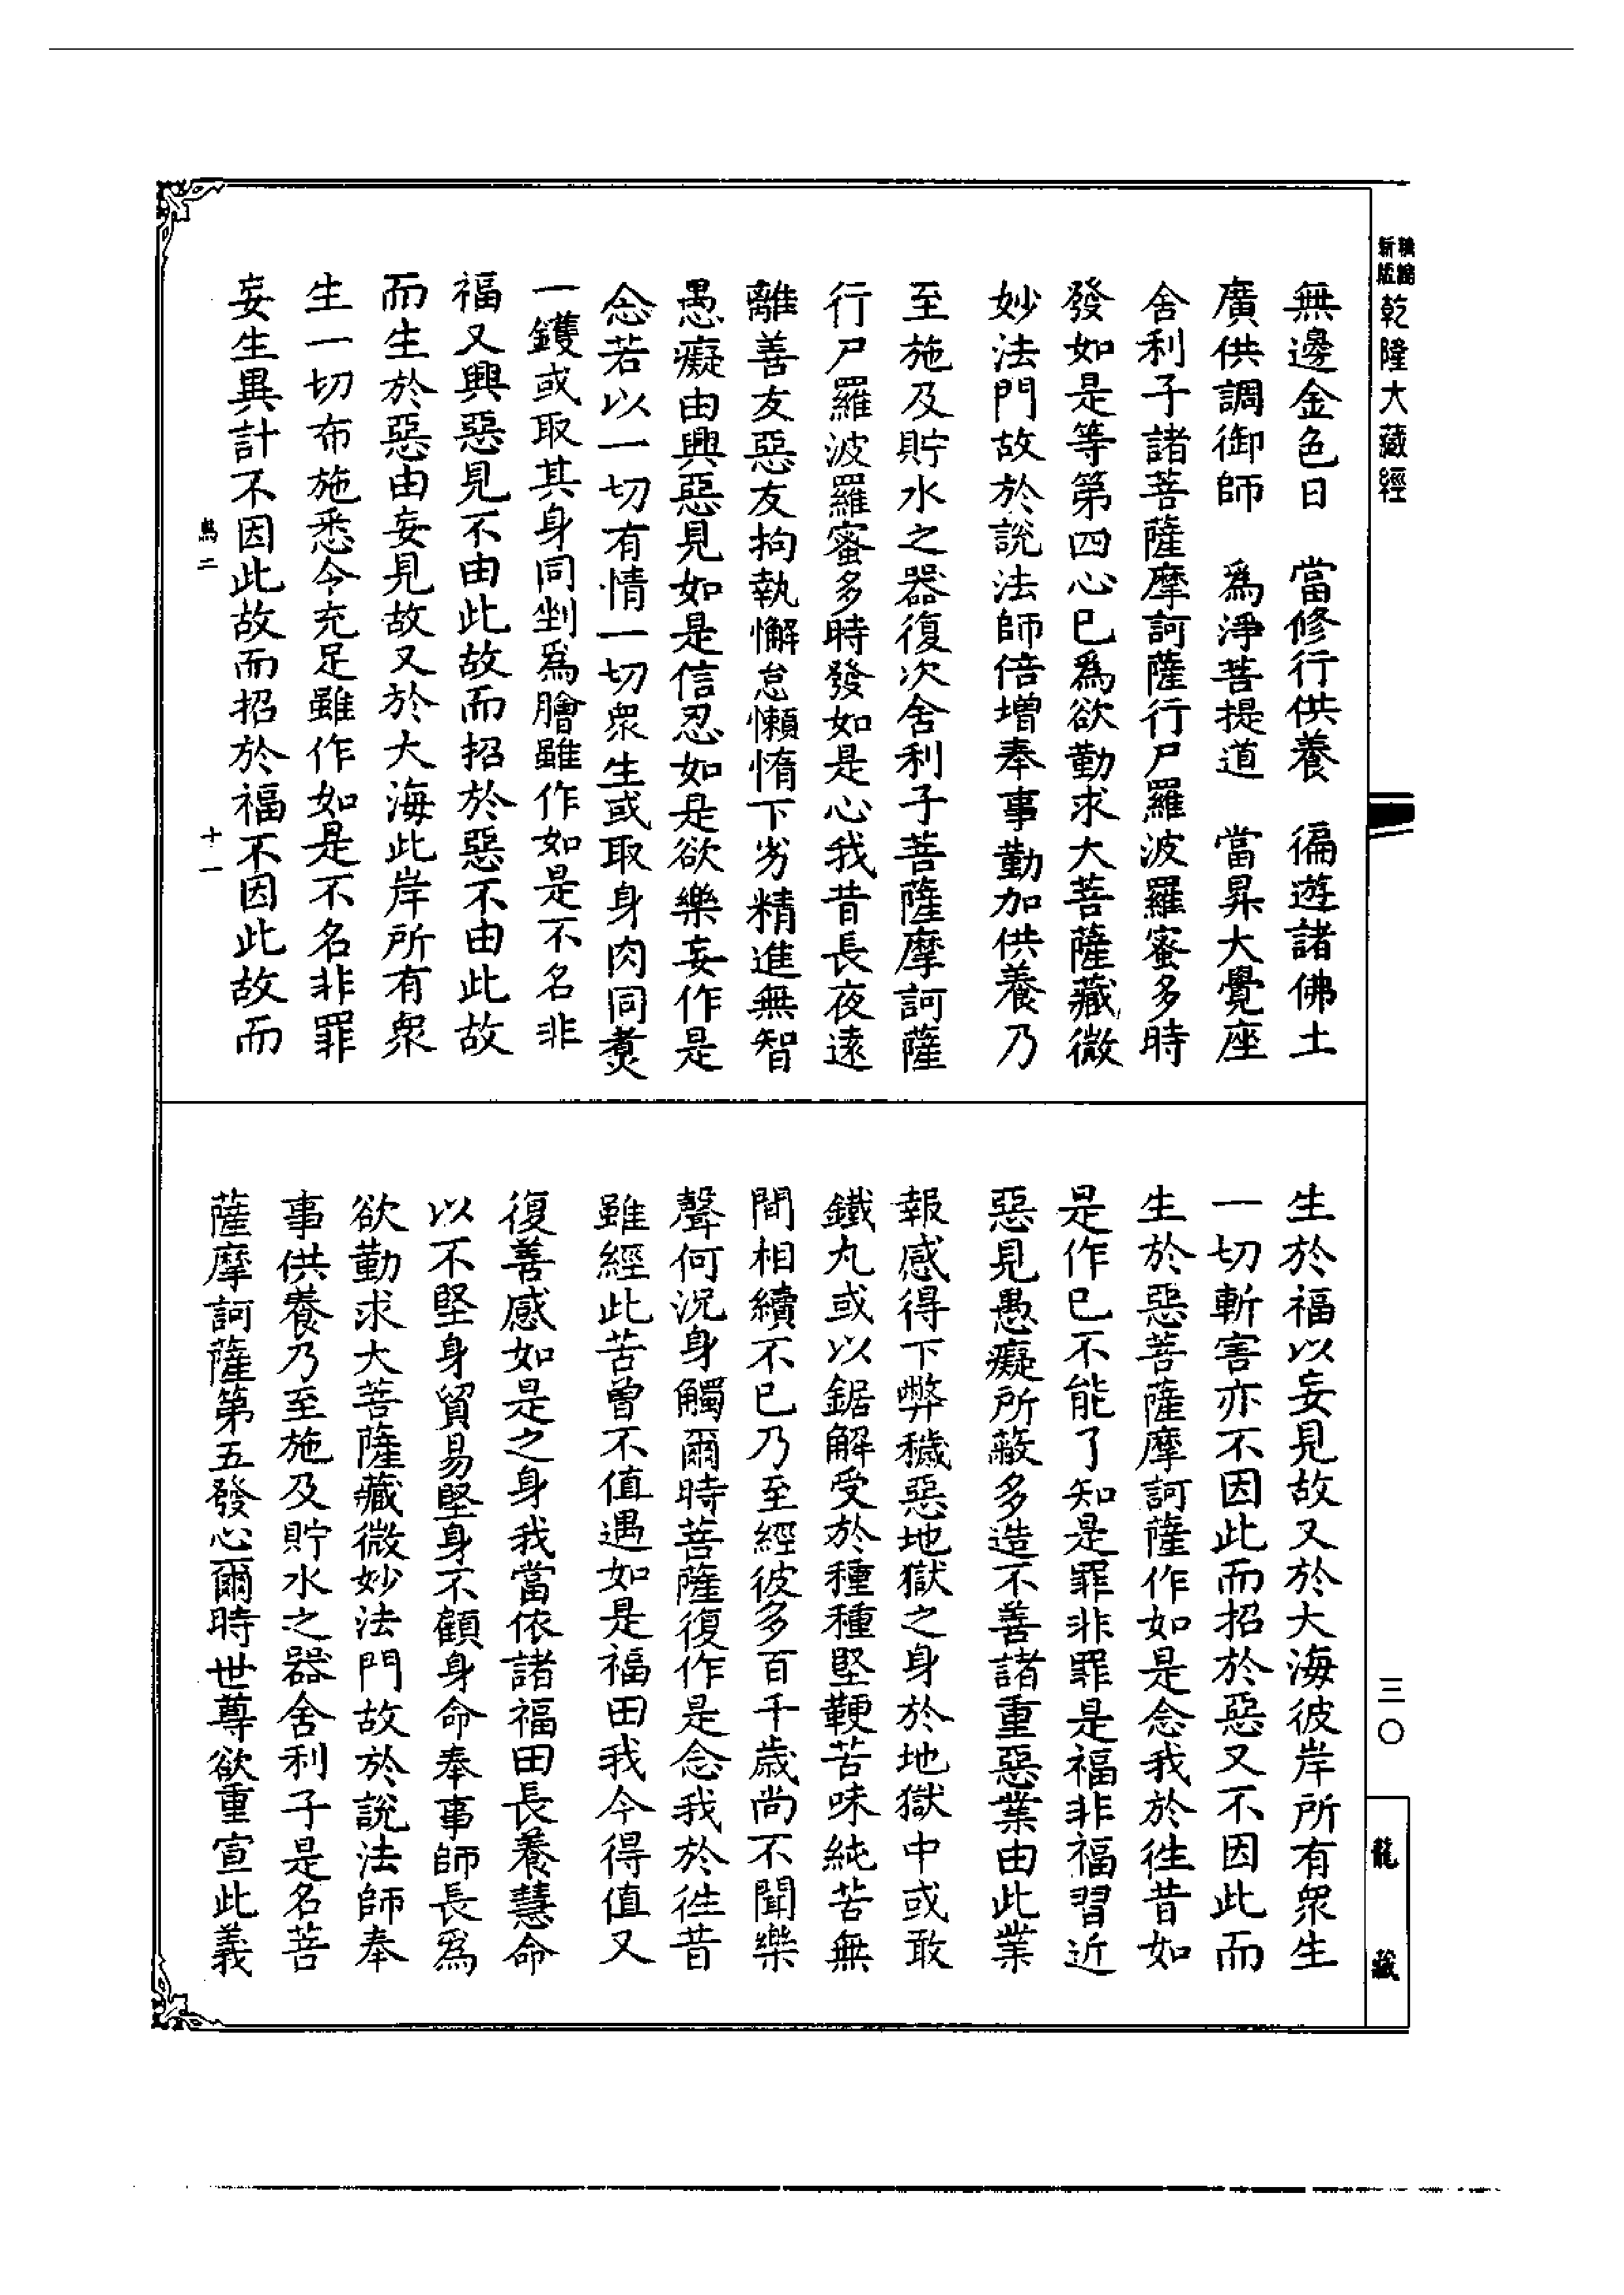 乾隆大藏經
無邊金色日　當修行供養　徧遊諸佛土
廣供調御師　為淨菩提道　當昇大覺座
舍利子諸菩薩摩訶薩行尸羅波羅蜜多時
發如是等第四心已爲欲勤求大菩薩藏微
妙法門故於說法師倍增奉事勤加供養乃
至施及貯水之器復次舍利子菩薩摩訶薩
行尸羅波羅蜜多時發如是心我昔長夜遠
離善友惡友拘執懈怠懶惰下劣精進無智
愚癡由興惡見如是信忍如是欲樂妄作是
念若以一切有情一切衆生或取身肉同煑
一鑊或取其身同剉爲膾雖作如是不名非
福又興惡見不由此故而招於惡不由此故
而生於惡由妄見故又於大海此岸所有衆
生一切布施悉令充足雖作如是不名非罪
妄生異計不因此故而招於福不因此故而
二
十一
生於福以妄見故又於大海彼岸所有衆生
一切斬害亦不因此而招於惡又不因此而
生於惡菩薩摩訶薩作如是念我於徃昔如
是作已不能了知是罪非罪是福非福習近
惡見愚癡所蔽多造不善諸重惡業由此業
報感得下弊穢惡地獄之身於地獄中或敢
鐵丸或以鋸解受於種種堅鞕苦味純苦無
間相續不已乃至經彼多百千歲尚不聞樂
聲何況身觸爾時菩薩復作是念我於徃昔
雖經此苦曾不值遇如是福田我今得值又
復善感如是之身我當依諸福田長養慧命
以不堅身貿易堅身不顧身命奉事師長爲
欲勤求大菩薩藏微妙法門故於說法師奉
事供養乃至施及貯水之器舍利子是名菩
薩摩訶薩第五發心爾時世尊欲重宣此義
三〇
龍藏